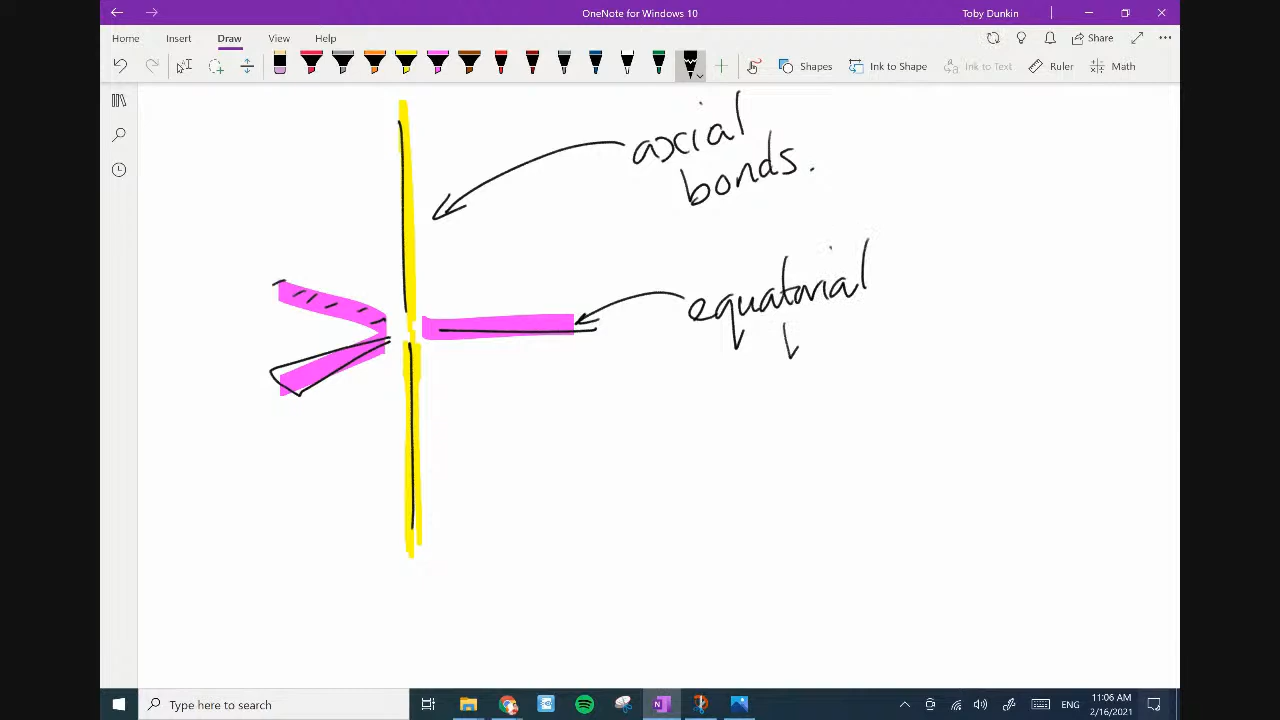 OneNote for Windows 10
Toby Dunkin
Home Insert Draw View Help
Share
Shapes Ink to Shape Ink to Text Ruler Math
axial
bonds.
equatorial
Type here to search
ENG
11:06 AM
2/16/2021